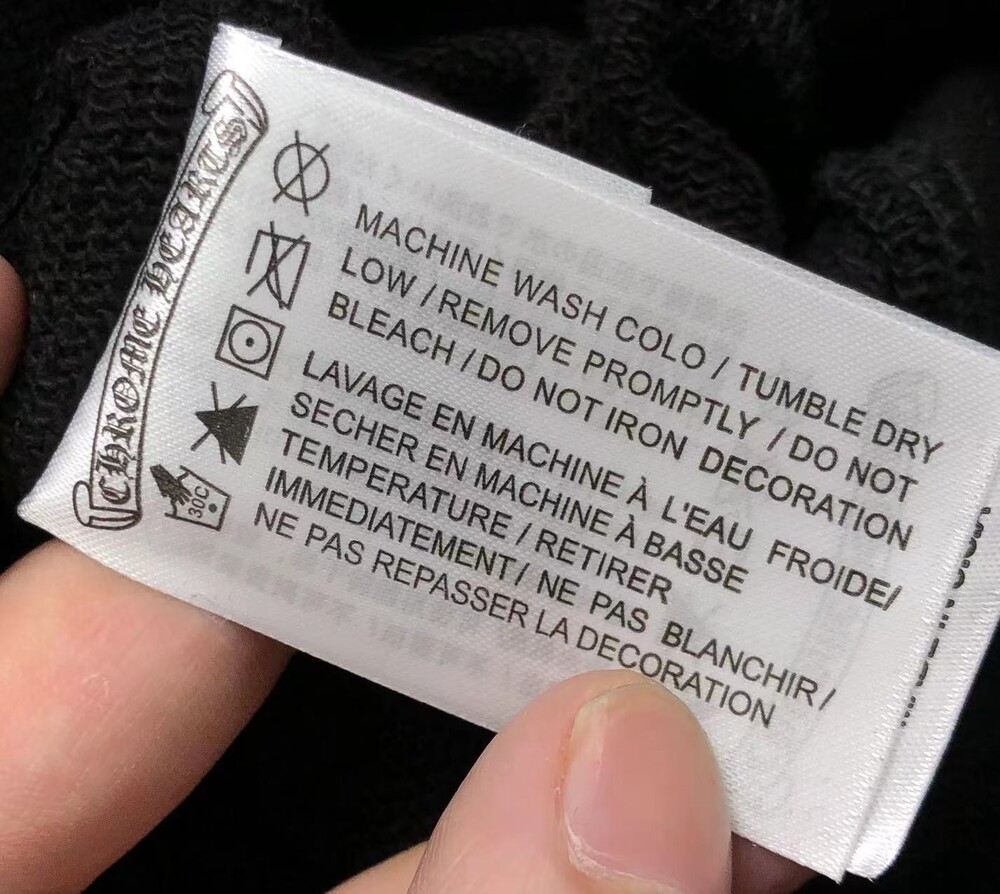 CHROME HEARTS
MACHINE WASH COLO / TUMBLE DRY
LOW / REMOVE PROMPTLY / DO NOT
BLEACH / DO NOT IRON DECORATION
LAVAGE EN MACHINE À L'EAU FROIDE/
SECHER EN MACHINE À BASSE
TEMPERATURE / RETIRER
IMMEDIATEMENT/ NE PAS BLANCHIR/
NE PAS REPASSER LA DECORATION
30C